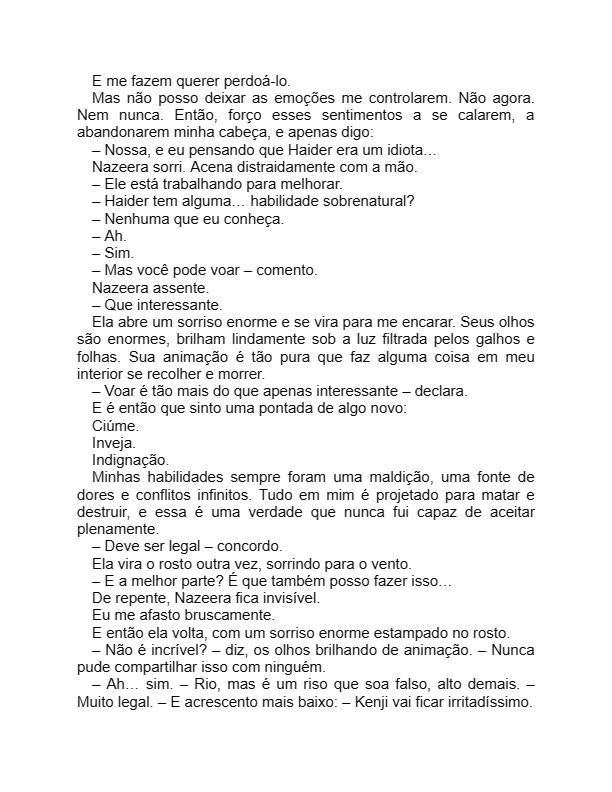 E me fazem querer perdoá-lo.
Mas não posso deixar as emoções me controlarem. Não agora.
Nem nunca. Então, forço esses sentimentos a se calarem, a
abandonarem minha cabeça, e apenas digo:
– Nossa, e eu pensando que Haider era um idiota…
Nazeera sorri. Acena distraidamente com a mão.
– Ele está trabalhando para melhorar.
– Haider tem alguma… habilidade sobrenatural?
– Nenhuma que eu conheça.
– Ah.
– Sim.
– Mas você pode voar – comento.
Nazeera assente.
– Que interessante.
Ela abre um sorriso enorme e se vira para me encarar. Seus olhos
são enormes, brilham lindamente sob a luz filtrada pelos galhos e
folhas. Sua animação é tão pura que faz alguma coisa em meu
interior se recolher e morrer.
– Voar é tão mais do que apenas interessante – declara.
E é então que sinto uma pontada de algo novo:
Ciúme.
Inveja.
Indignação.
Minhas habilidades sempre foram uma maldição, uma fonte de
dores e conflitos infinitos. Tudo em mim é projetado para matar e
destruir, e essa é uma verdade que nunca fui capaz de aceitar
plenamente.
– Deve ser legal – concordo.
Ela vira o rosto outra vez, sorrindo para o vento.
– E a melhor parte? É que também posso fazer isso…
De repente, Nazeera fica invisível.
Eu me afasto bruscamente.
E então ela volta, com um sorriso enorme estampado no rosto.
– Não é incrível? – diz, os olhos brilhando de animação. – Nunca
pude compartilhar isso com ninguém.
– Ah… sim. – Rio, mas é um riso que soa falso, alto demais. –
Muito legal. – E acrescento mais baixo: – Kenji vai ficar irritadíssimo.